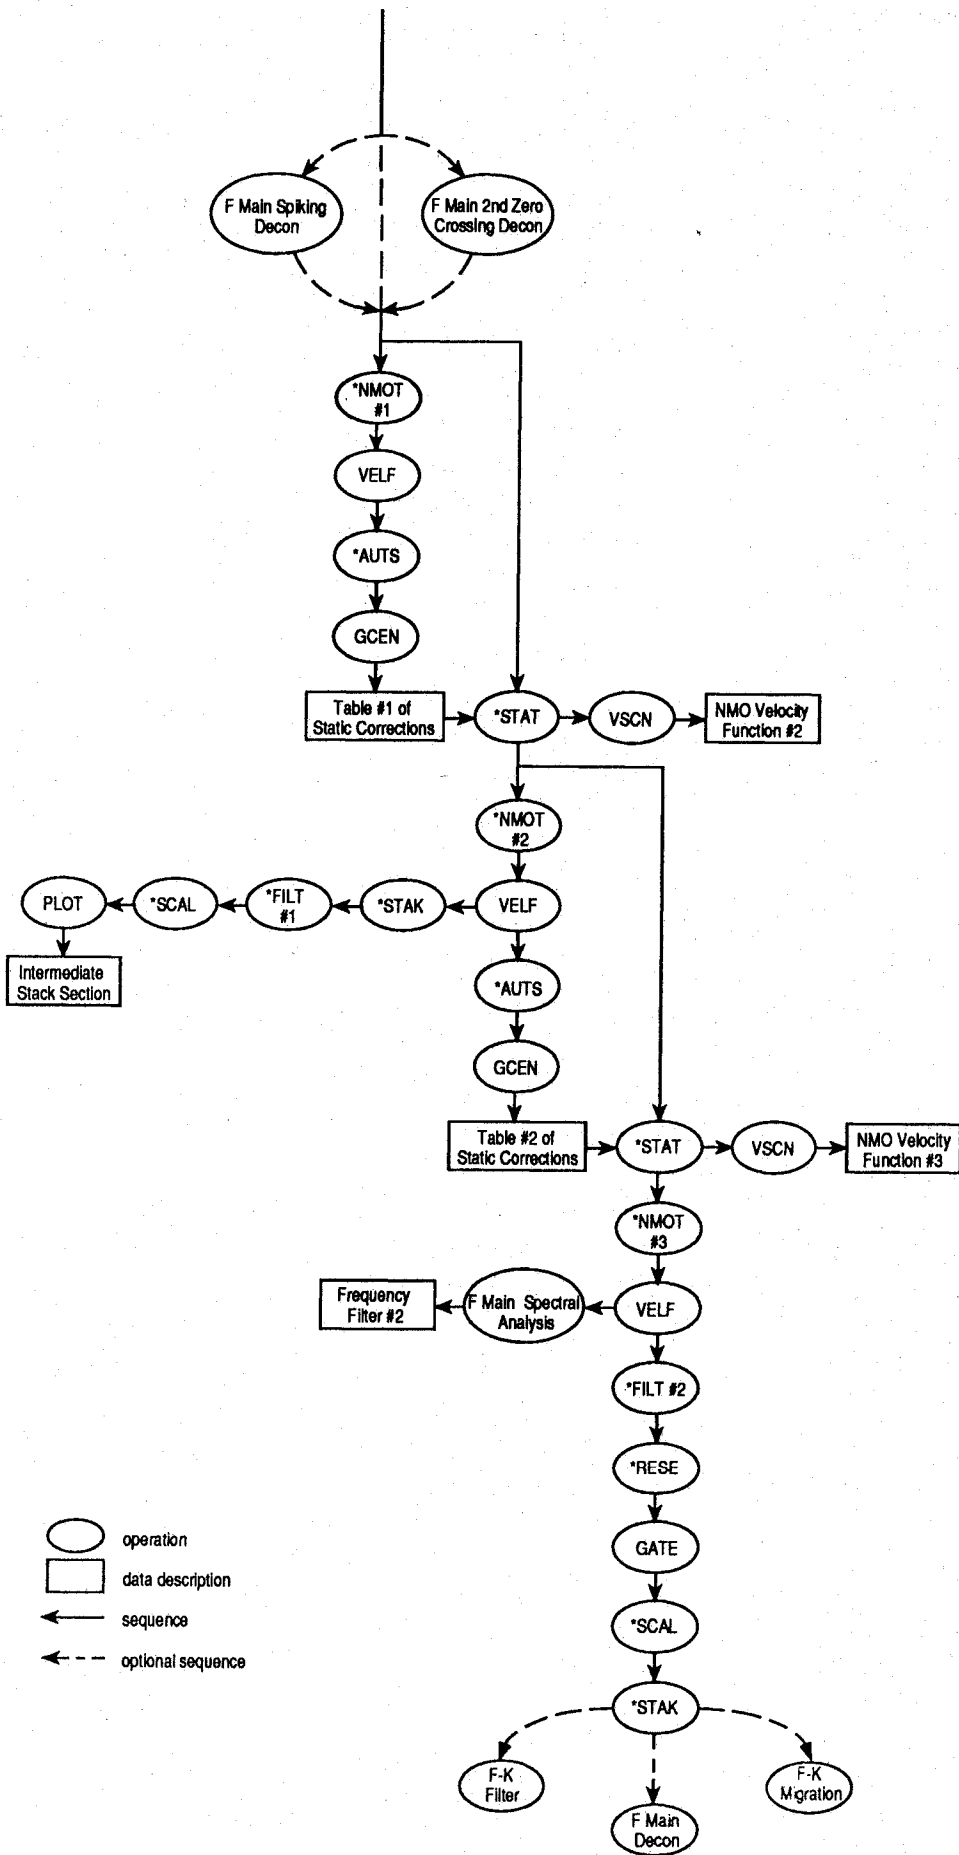 F Main Spiking
Decon
F Main 2nd Zero
Crossing Decon
*NMOT
#1
VELF
*AUTS
GCEN
Table #1 of
Static Corrections
*STAT
VSCN
NMO Velocity
Function #2
*NMOT
#2
PLOT
*SCAL
*FILT
#1
*STAK
VELF
Intermediate
Stack Section
*AUTS
GCEN
Table #2 of
Static Corrections
*STAT
VSCN
NMO Velocity
Function #3
*NMOT
#3
Frequency
Filter #2
F Main Spectral
Analysis
VELF
*FILT #2
*RESE
GATE
*SCAL
*STAK
F-K
Filter
F Main
Decon
F-K
Migration
operation
data description
sequence
optional sequence